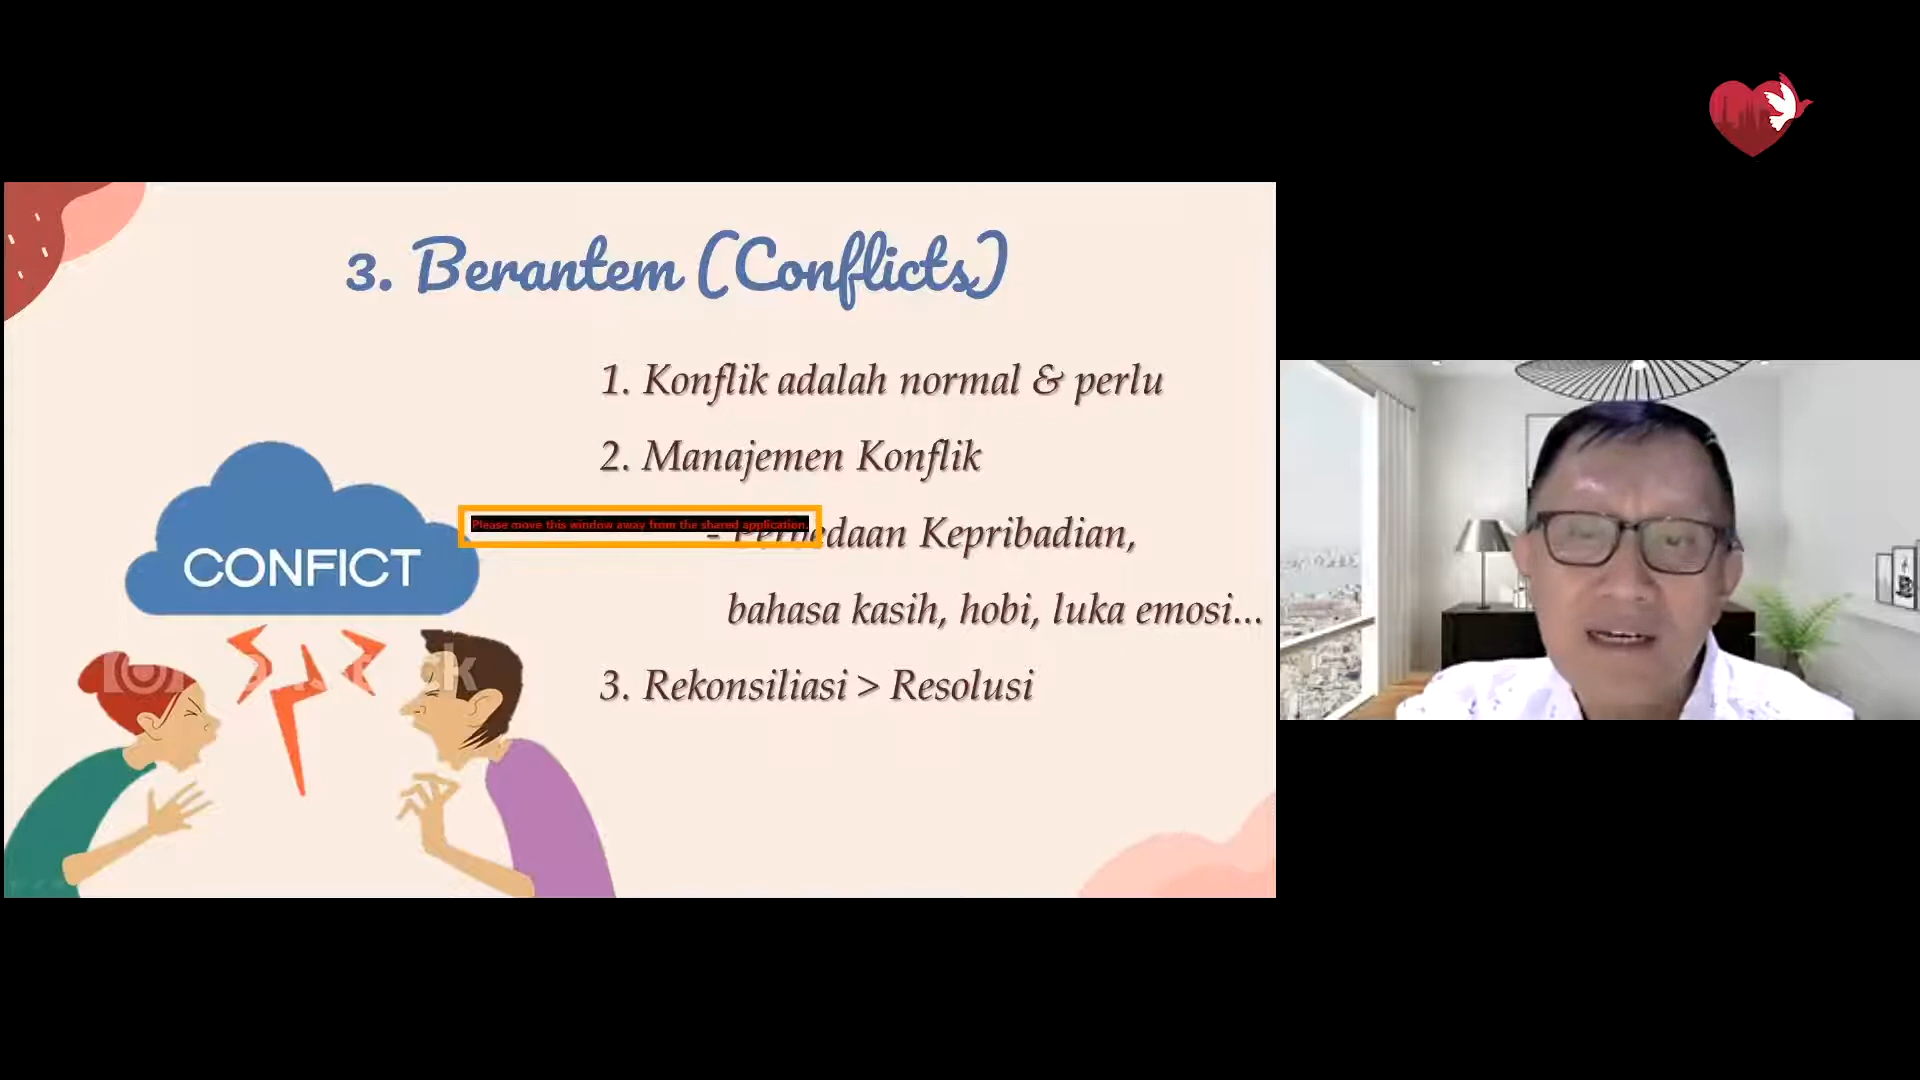 3. Berantem (Conflicts)
1. Konflik adalah normal & perlu
2. Manajemen Konflik
Please move this window away from the shared application.
- Perbedaan Kepribadian,
bahasa kasih, hobi, luka emosi...
3. Rekonsiliasi > Resolusi
CONFICT